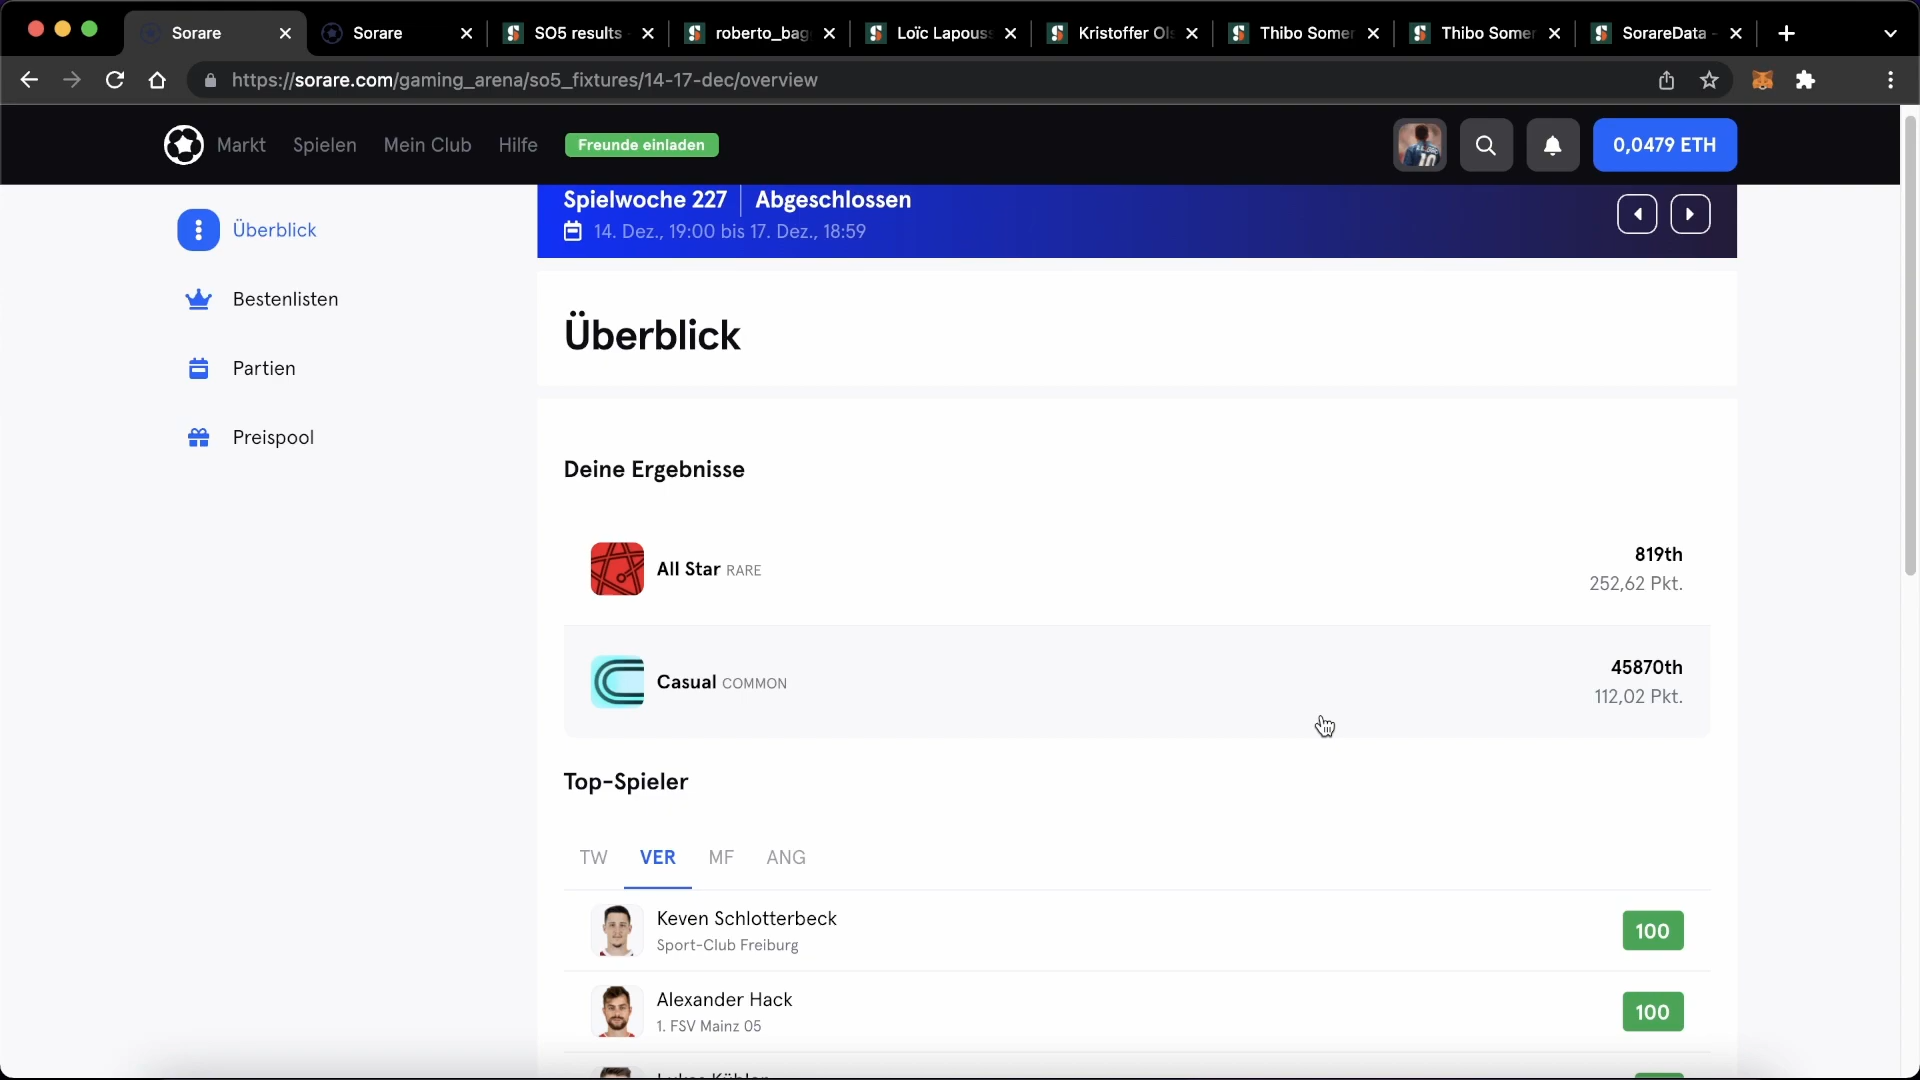 Sorare
Sorare
SO5 results
roberto_bag
Loïc Lapous
Kristoffer Ol
Thibo Somer
Thibo Somer
SorareData -
https://sorare.com/gaming_arena/so5_fixtures/14-17-dec/overview
Markt
Spielen
Mein Club
Hilfe
Freunde einladen
0,0479 ETH
Spielwoche 227 Abgeschlossen
14. Dez., 19:00 bis 17. Dez., 18:59
Überblick
Bestenlisten
Partien
Preispool
Überblick
Deine Ergebnisse
All Star RARE
819th
252,62 Pkt.
Casual COMMON
45870th
112,02 Pkt.
Top-Spieler
TW VER MF ANG
Keven Schlotterbeck
Sport-Club Freiburg
100
Alexander Hack
1. FSV Mainz 05
100